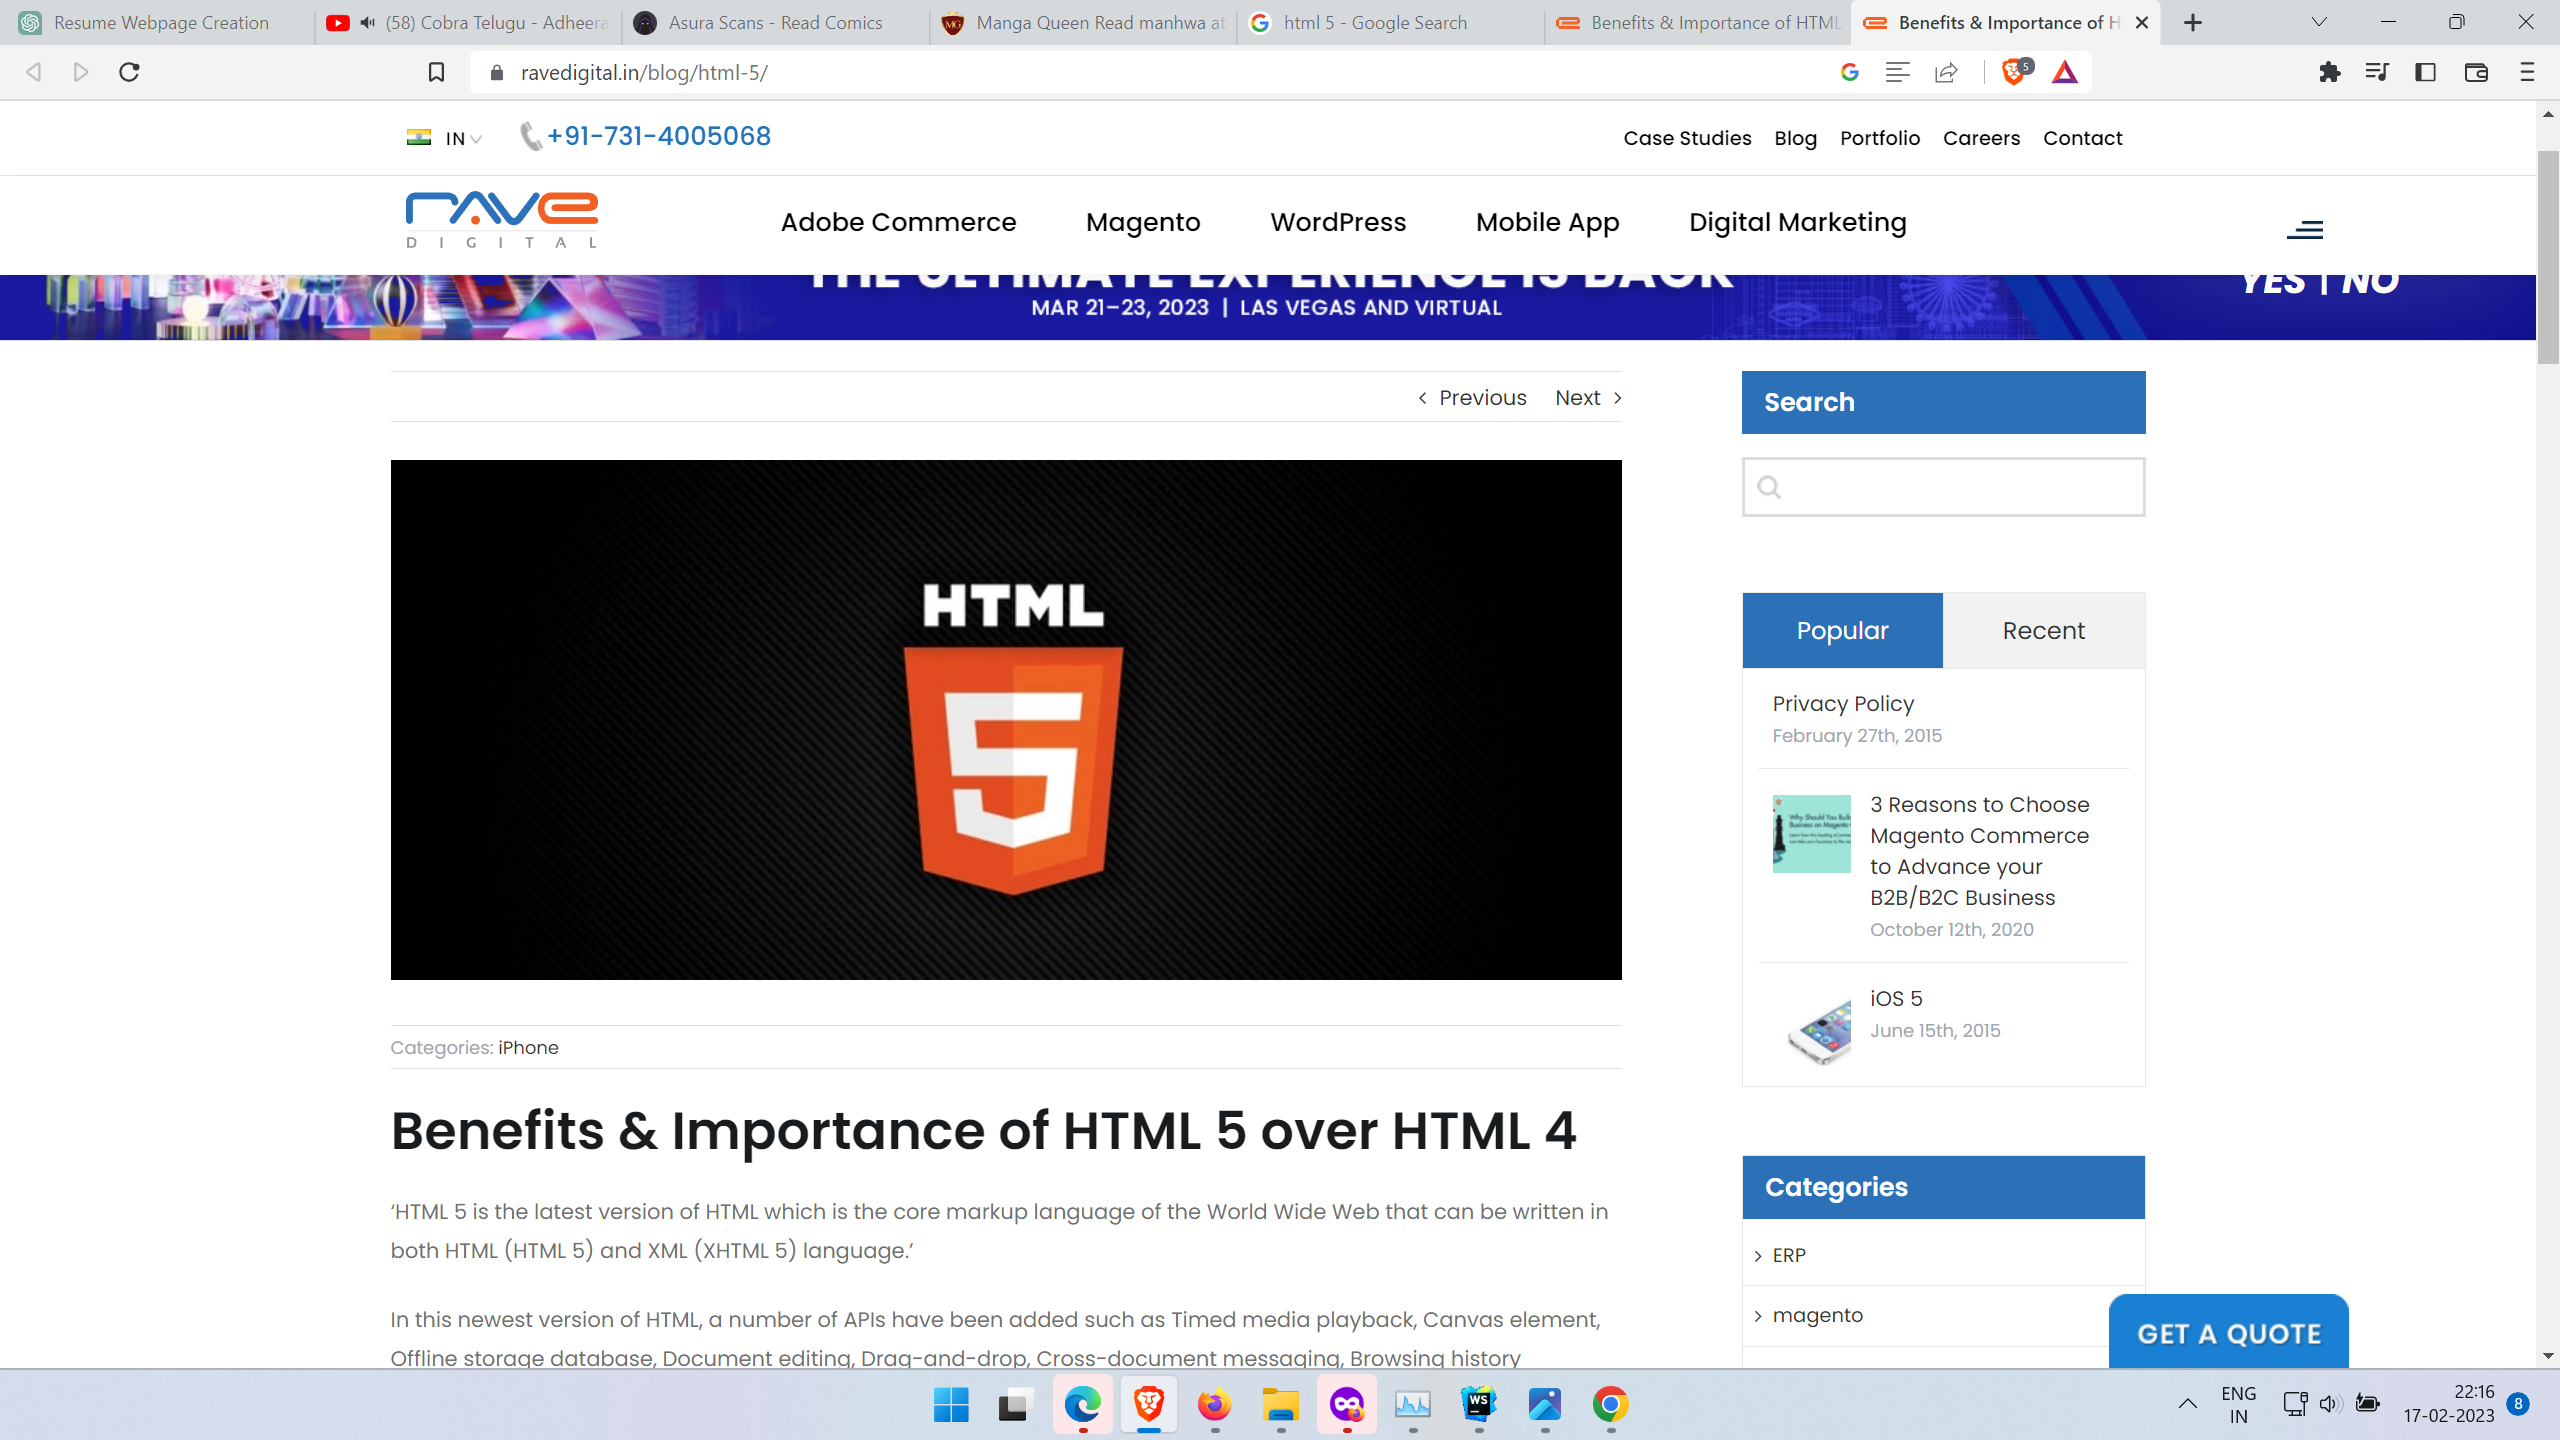 Resume Webpage Creation
(58) Cobra Telugu - Adheera
Asura Scans - Read Comics
Manga Queen Read manhwa at
html 5 - Google Search
Benefits & Importance of HTML
Benefits & Importance of H
ravedigital.in/blog/html-5/
5
IN
+91-731-4005068
Case Studies
Blog
Portfolio
Careers
Contact
rave
DIGITAL
Adobe Commerce
Magento
WordPress
Mobile App
Digital Marketing
THE ULTIMATE EXPERIENCE IS BACK
YES | NO
MAR 21–23, 2023 | LAS VEGAS AND VIRTUAL
Previous
Next
Search
HTML
5
Popular
Recent
Privacy Policy
February 27th, 2015
3 Reasons to Choose
Magento Commerce
to Advance your
B2B/B2C Business
October 12th, 2020
iOS 5
June 15th, 2015
Categories: iPhone
Benefits & Importance of HTML 5 over HTML 4
‘HTML 5 is the latest version of HTML which is the core markup language of the World Wide Web that can be written in
both HTML (HTML 5) and XML (XHTML 5) language.’
In this newest version of HTML, a number of APIs have been added such as Timed media playback, Canvas element,
Offline storage database, Document editing, Drag-and-drop, Cross-document messaging, Browsing history
Categories
ERP
magento
GET A QUOTE
WS
ENG
IN
22:16
17-02-2023
8